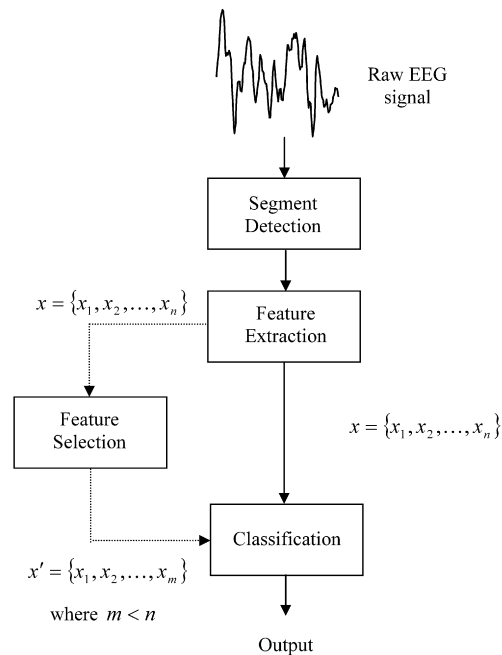 Raw EEG
signal
Segment
Detection
x = {x₁, x₂, …, xₙ}
Feature
Extraction
Feature
Selection
x = {x₁, x₂, …, xₙ}
Classification
x′ = {x₁, x₂, …, xₘ}
where m < n
Output